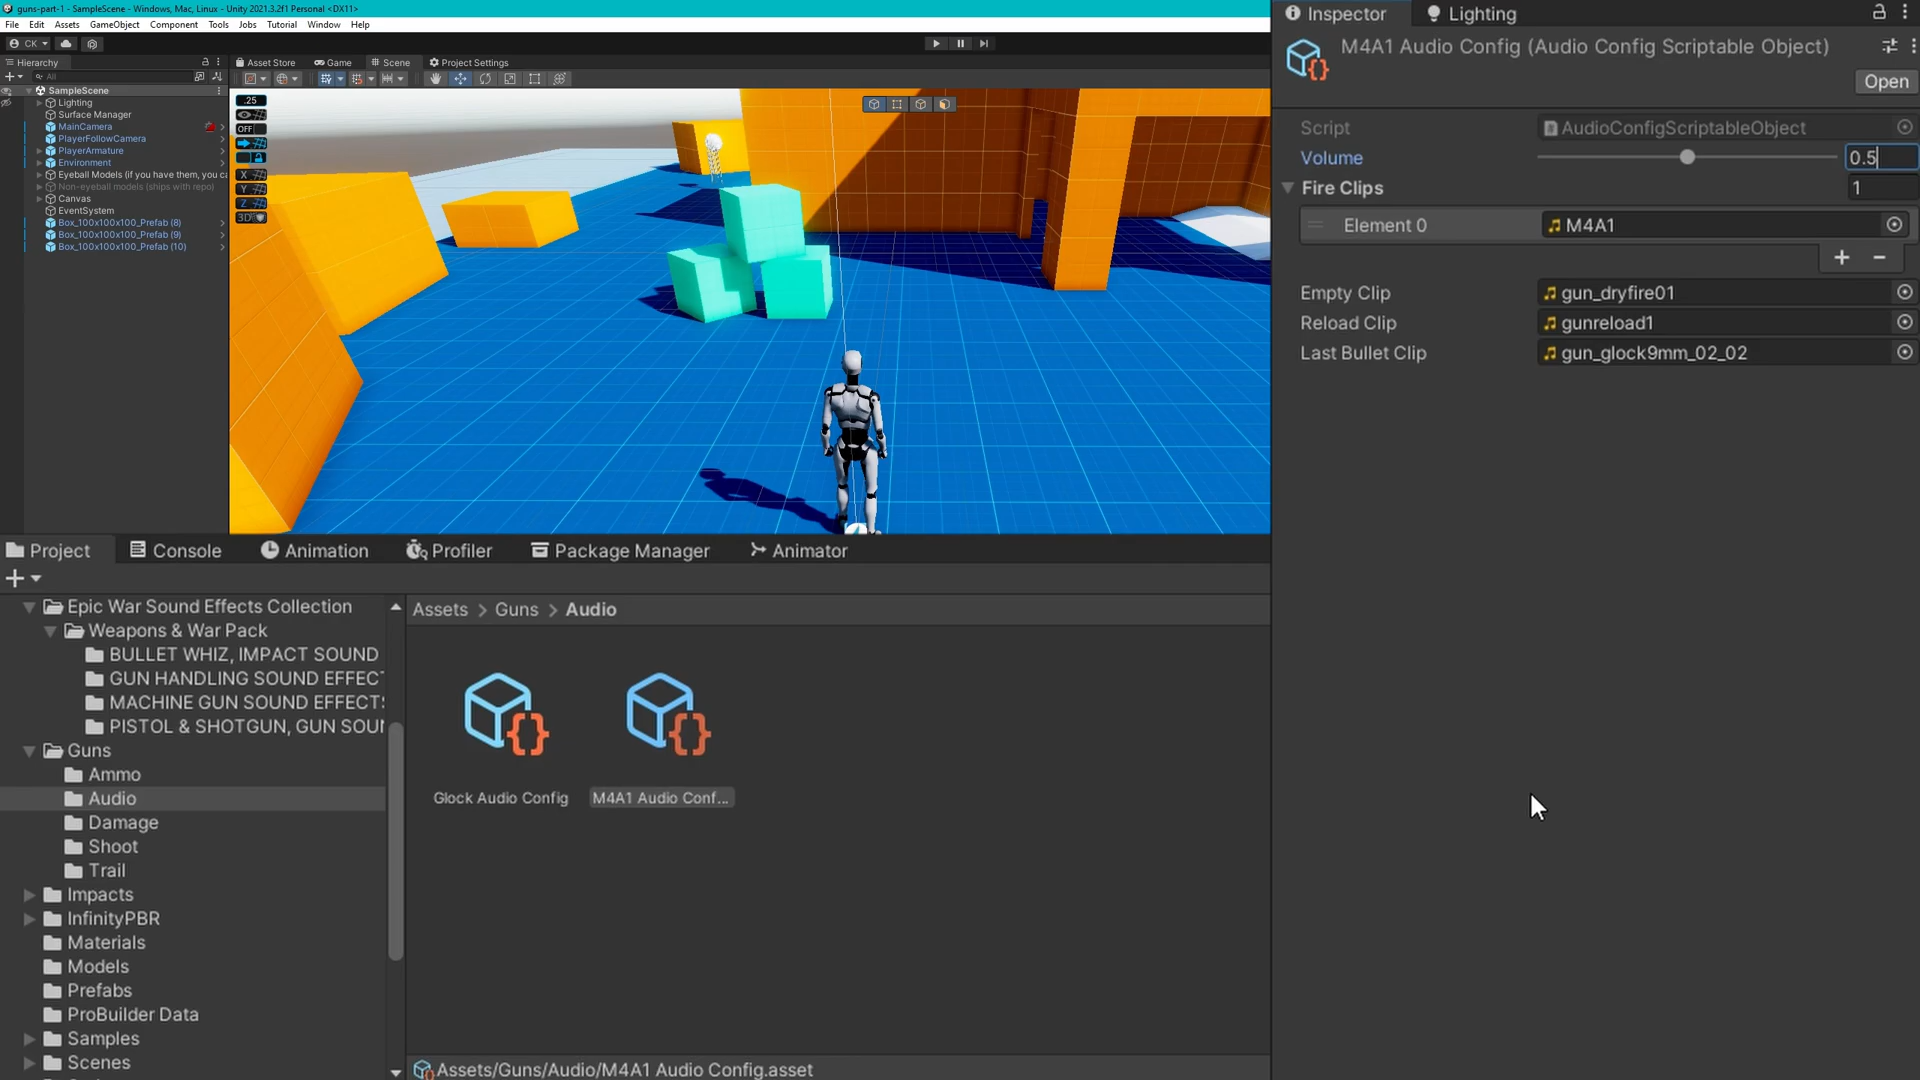 guns-part-1 - SampleScene - Windows, Mac, Linux - Unity 2021.3.2f1 Personal <DX11>
File Edit Assets GameObject Component Tools Jobs Tutorial Window Help
CK
Hierarchy
All
SampleScene
Lighting
Surface Manager
MainCamera
PlayerFollowCamera
PlayerArmature
Environment
Eyeball Models (if you have them, you ca
Non-eyeball models (ships with repo)
Canvas
EventSystem
Box_100x100x100_Prefab (8)
Box_100x100x100_Prefab (9)
Box_100x100x100_Prefab (10)
Asset Store Game Scene Project Settings
.25
OFF
X
Y
Z
3D
Inspector Lighting
M4A1 Audio Config (Audio Config Scriptable Object)
Open
Script AudioConfigScriptableObject
Volume 0.5
Fire Clips 1
Element 0 M4A1
+ −
Empty Clip gun_dryfire01
Reload Clip gunreload1
Last Bullet Clip gun_glock9mm_02_02
Project Console Animation Profiler Package Manager Animator
Epic War Sound Effects Collection
Weapons & War Pack
BULLET WHIZ, IMPACT SOUND
GUN HANDLING SOUND EFFECT
MACHINE GUN SOUND EFFECTS
PISTOL & SHOTGUN, GUN SOUN
Guns
Ammo
Audio
Damage
Shoot
Trail
Impacts
InfinityPBR
Materials
Models
Prefabs
ProBuilder Data
Samples
Scenes
Assets > Guns > Audio
Glock Audio Config M4A1 Audio Conf...
Assets/Guns/Audio/M4A1 Audio Config.asset